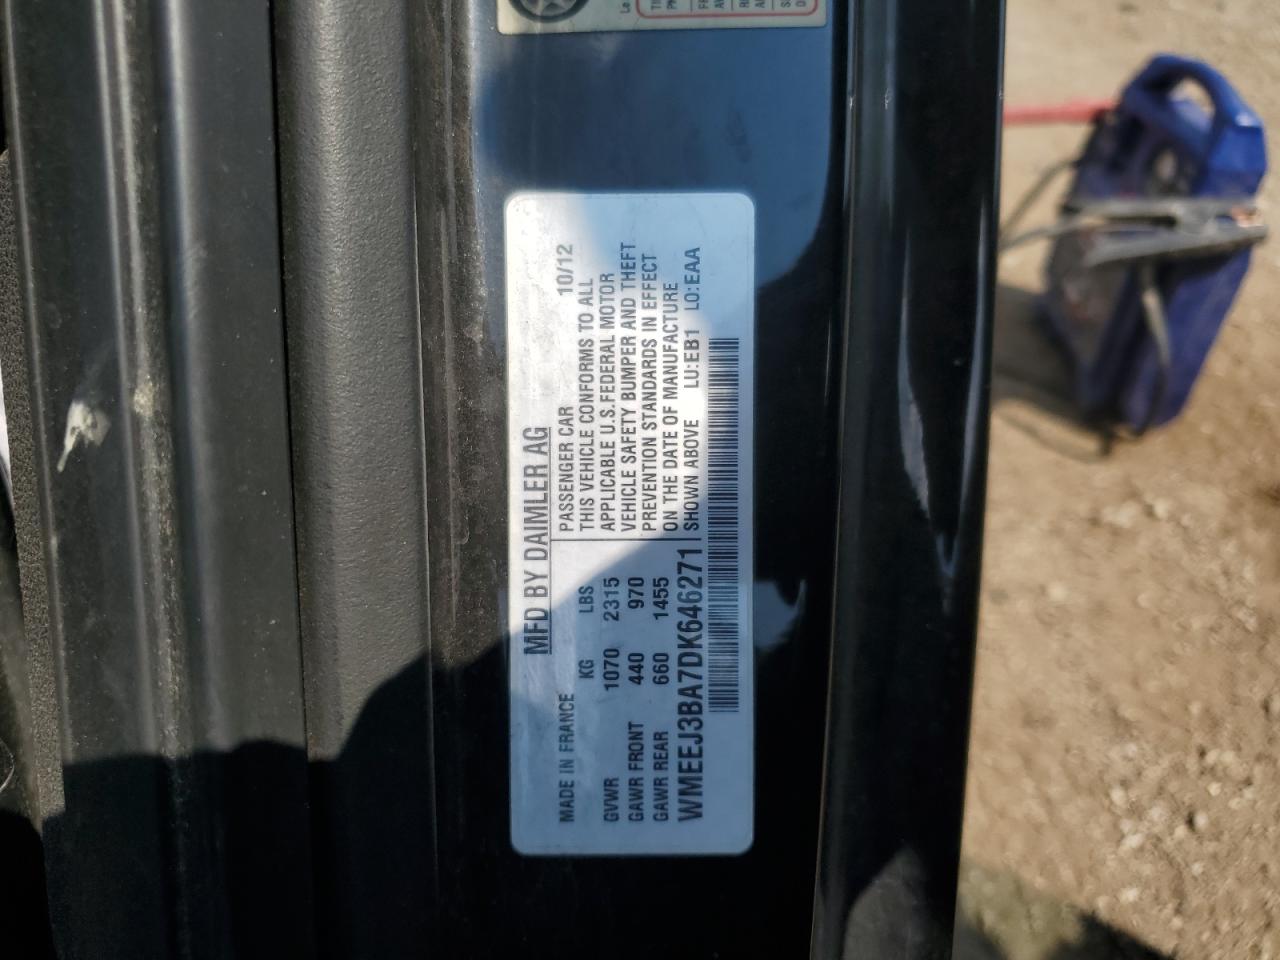 MFD BY DAIMLER AG
MADE IN FRANCE
KG LBS
GVWR 1070 2315
GAWR FRONT 440 970
GAWR REAR 660 1455
PASSENGER CAR 10/12
THIS VEHICLE CONFORMS TO ALL
APPLICABLE U.S.FEDERAL MOTOR
VEHICLE SAFETY BUMPER AND THEFT
PREVENTION STANDARDS IN EFFECT
ON THE DATE OF MANUFACTURE
SHOWN ABOVE LU:EB1 LO:EAA
WMEEJ3BA7DK646271